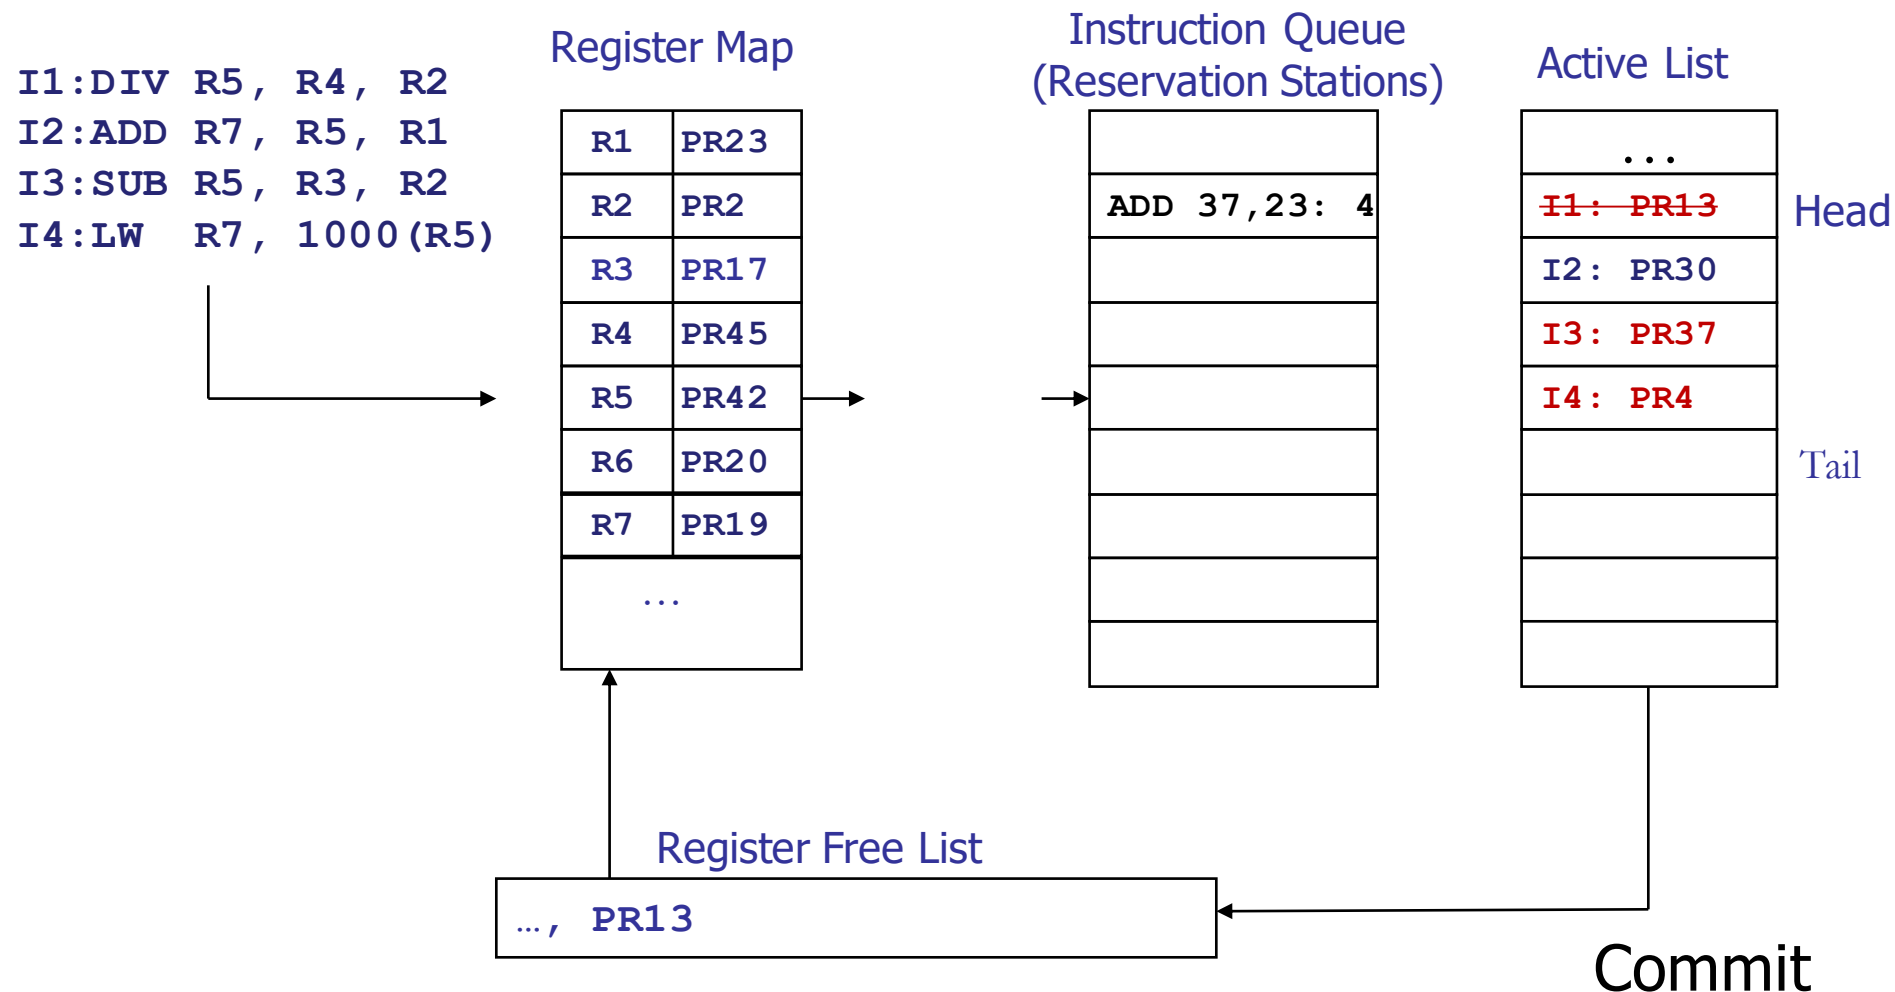 I1:DIV R5, R4, R2
I2:ADD R7, R5, R1
I3:SUB R5, R3, R2
I4:LW R7, 1000(R5)
Register Map
R1 PR23
R2 PR2
R3 PR17
R4 PR45
R5 PR42
R6 PR20
R7 PR19
...
Instruction Queue
(Reservation Stations)
ADD 37,23: 4
Active List
...
I1: PR13
I2: PR30
I3: PR37
I4: PR4
Head
Tail
Register Free List
…, PR13
Commit